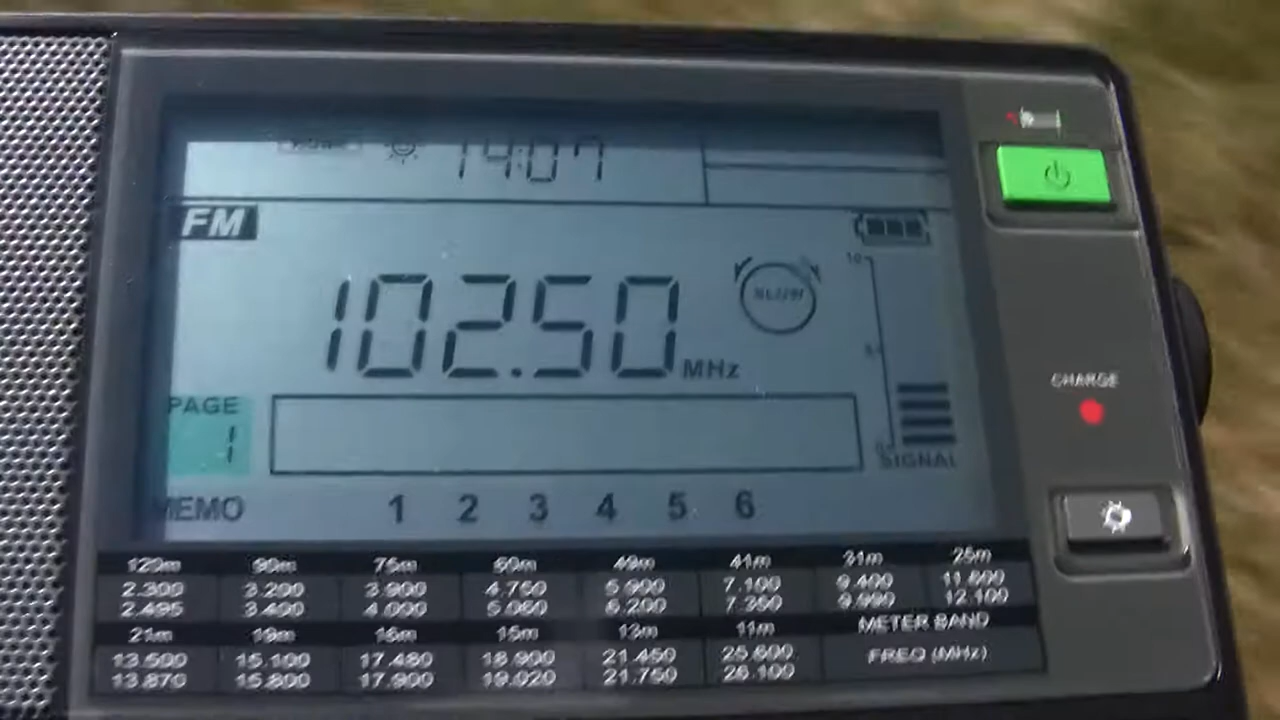 14:07
FM
102.50 MHz
SLOW
10
PAGE
1
SIGNAL
MEMO 1 2 3 4 5 6
CHARGE
120m 90m 75m 60m 49m 41m 31m 25m
2.300 3.200 3.900 4.750 5.900 7.100 9.400 11.600
2.495 3.400 4.000 5.060 6.200 7.350 9.990 12.100
21m 19m 16m 15m 13m 11m METER BAND
13.500 15.100 17.480 18.900 21.450 25.600 FREQ (MHz)
13.870 15.800 17.900 19.020 21.750 26.100